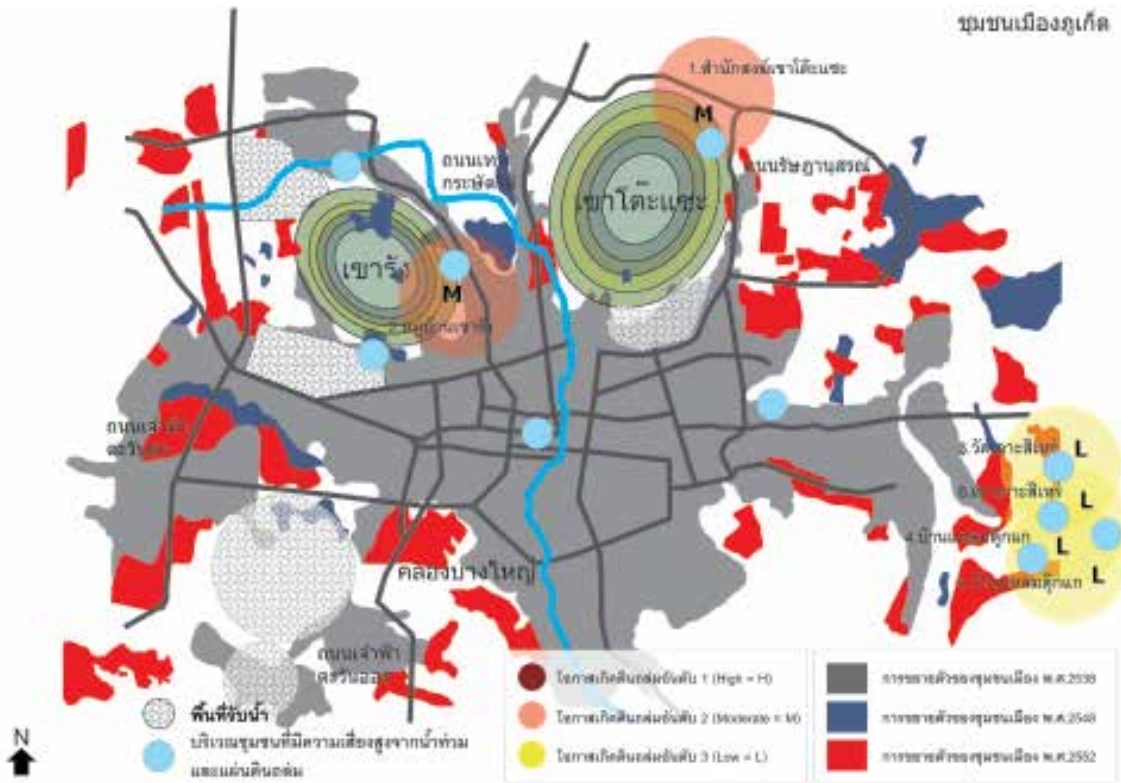 ชุมชนเมืองภูเก็ต
1.สำนักสงฆ์เขาโต๊ะแซะ
M
ถนนเทพ
กระษัตรี
ถนนรัษฎานุสรณ์
เขาโต๊ะแซะ
เขารัง
M
ถนนเจ้าฟ้า
ตะวันตก
L
L
4.บ้านแหลมตุ๊กแก
L
L
คลองบางใหญ่
ถนนเจ้าฟ้า
ตะวันออก
พื้นที่รับน้ำ
บริเวณชุมชนที่มีความเสี่ยงสูงจากน้ำท่วม
และแผ่นดินถล่ม
N
โอกาสเกิดดินถล่มอันดับ 1 (High = H)
โอกาสเกิดดินถล่มอันดับ 2 (Moderate = M)
โอกาสเกิดดินถล่มอันดับ 3 (Low = L)
การขยายตัวของชุมชนเมือง พ.ศ.2538
การขยายตัวของชุมชนเมือง พ.ศ.2548
การขยายตัวของชุมชนเมือง พ.ศ.2552